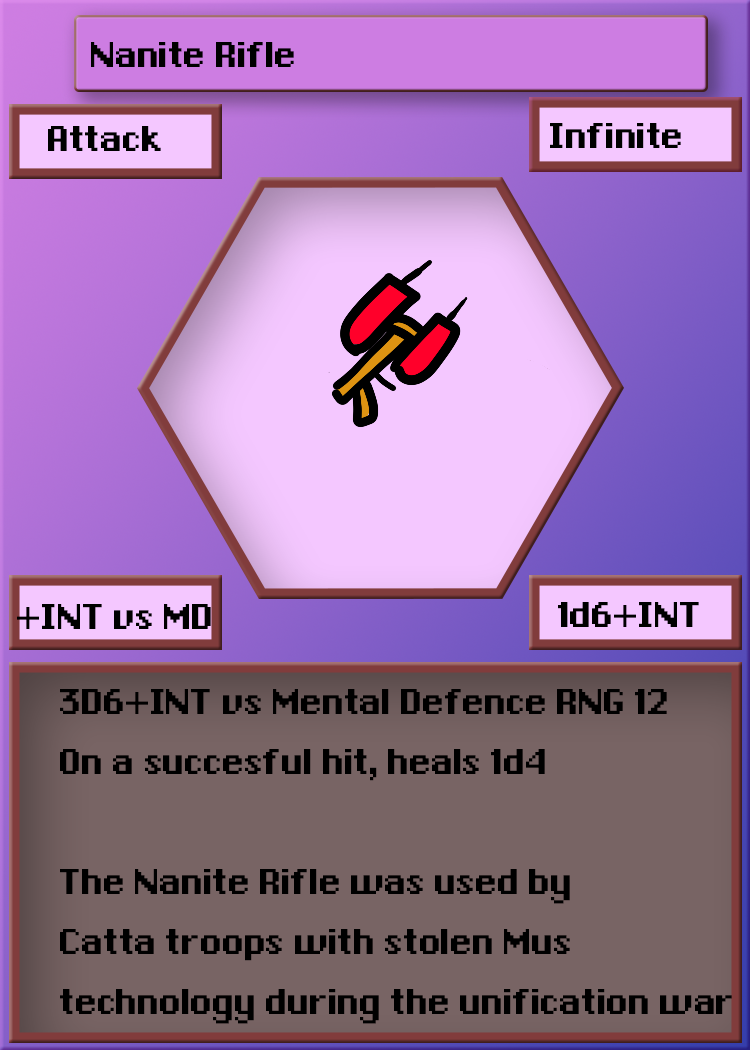 Nanite Rifle
Attack
Infinite
+INT vs MD
1d6+INT
3D6+INT vs Mental Defence RNG 12
On a succesful hit, heals 1d4
The Nanite Rifle was used by
Catta troops with stolen Mus
technology during the unification war